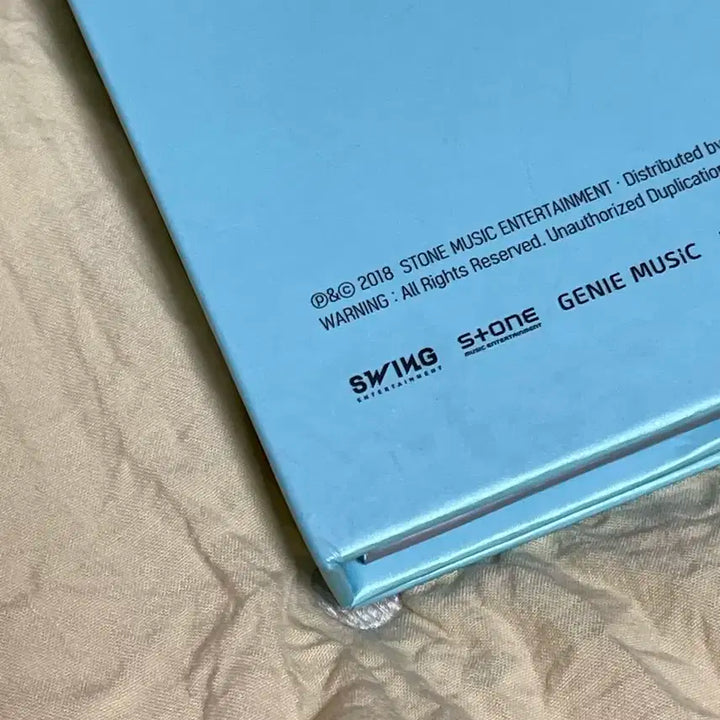 ℗&© 2018 STONE MUSIC ENTERTAINMENT · Distributed by
WARNING : All Rights Reserved. Unauthorized Duplication
SWING
ENTERTAINMENT
STONE
MUSIC ENTERTAINMENT
GENIE MUSIC